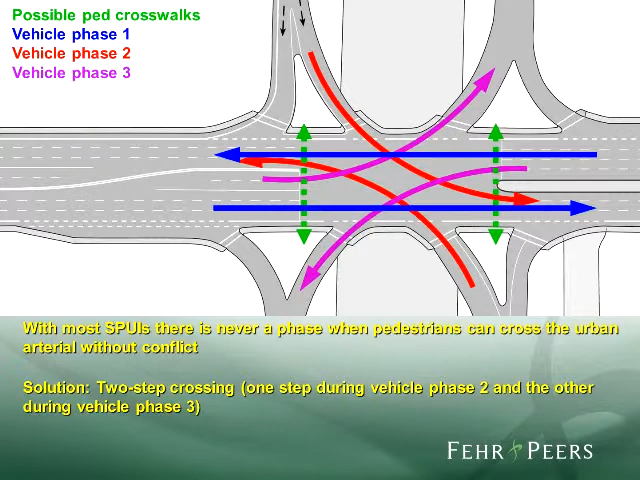 Possible ped crosswalks
Vehicle phase 1
Vehicle phase 2
Vehicle phase 3
With most SPUIs there is never a phase when pedestrians can cross the urban
arterial without conflict
Solution: Two-step crossing (one step during vehicle phase 2 and the other
during vehicle phase 3)
FEHR PEERS